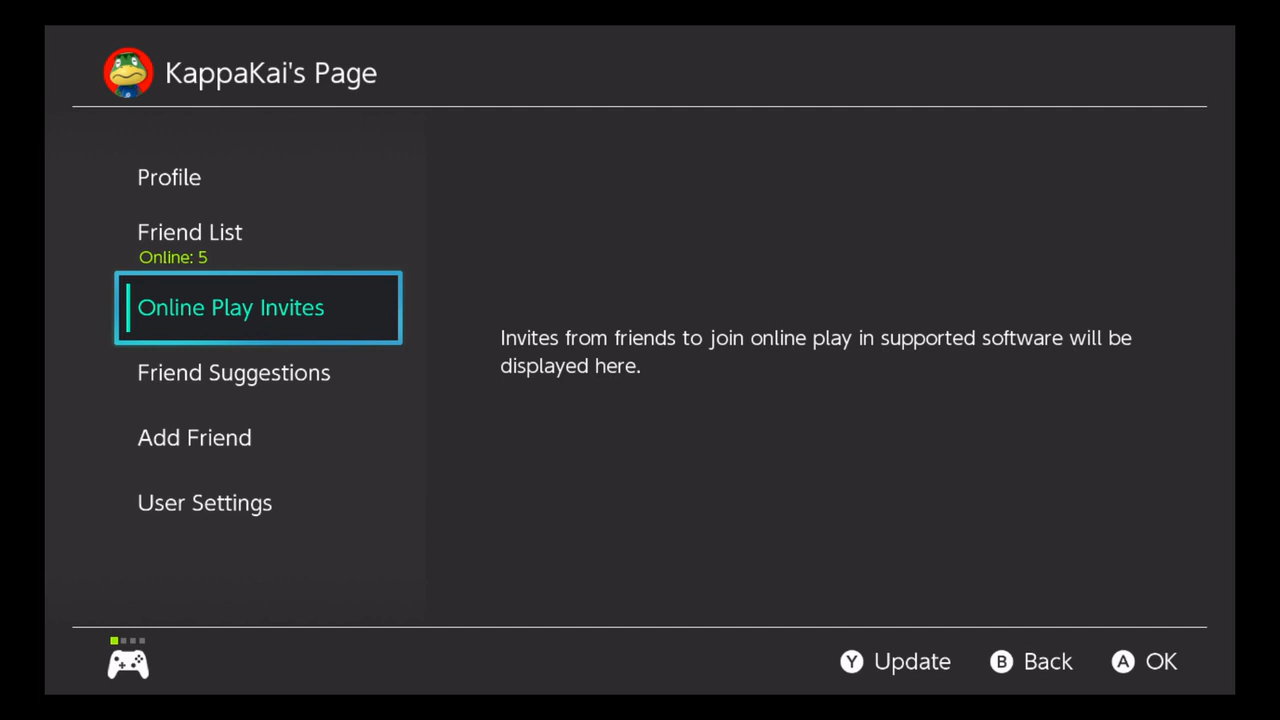 KappaKai's Page
Profile
Friend List
Online: 5
Online Play Invites
Friend Suggestions
Add Friend
User Settings
Invites from friends to join online play in supported software will be
displayed here.
Y Update B Back A OK